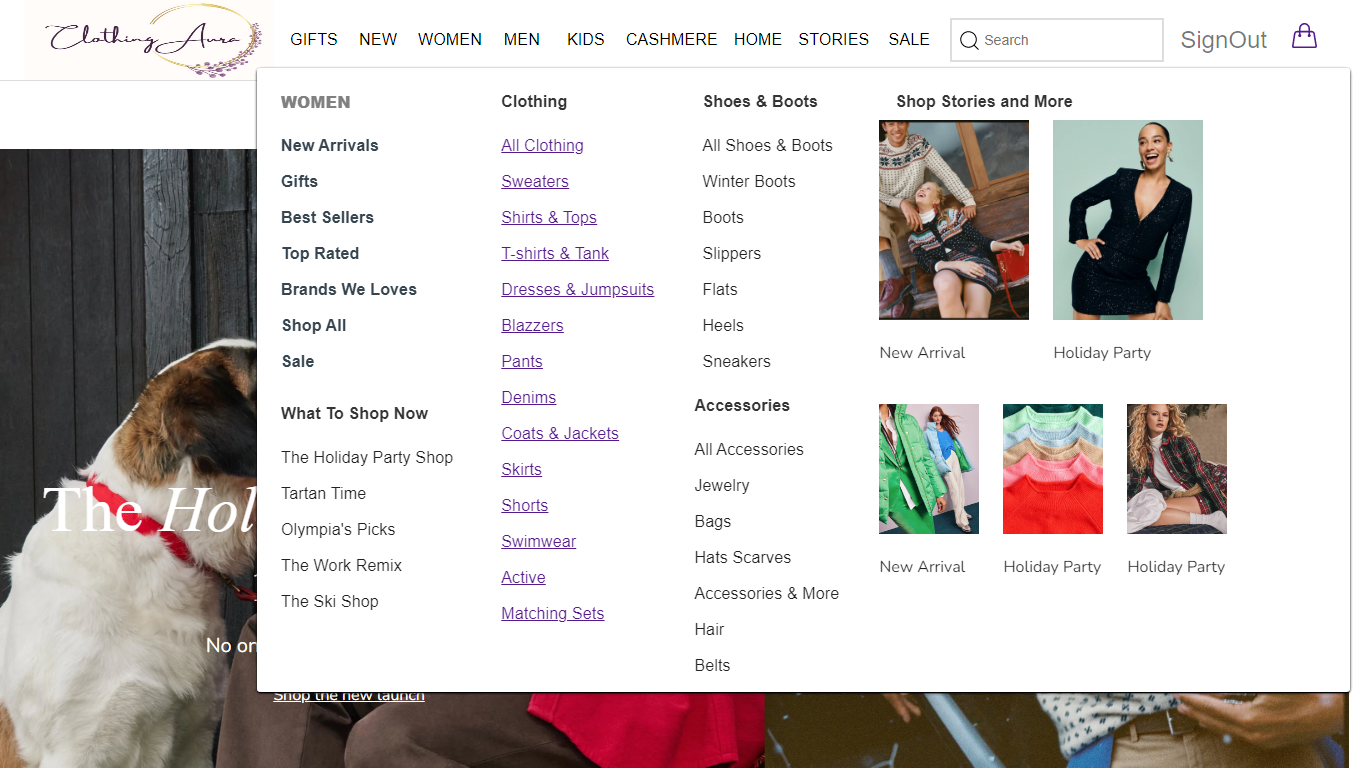 Clothing Aura
GIFTS NEW WOMEN MEN KIDS CASHMERE HOME STORIES SALE
Search
SignOut
WOMEN
New Arrivals
Gifts
Best Sellers
Top Rated
Brands We Loves
Shop All
Sale
What To Shop Now
The Holiday Party Shop
Tartan Time
Olympia's Picks
The Work Remix
The Ski Shop
Clothing
All Clothing
Sweaters
Shirts & Tops
T-shirts & Tank
Dresses & Jumpsuits
Blazzers
Pants
Denims
Coats & Jackets
Skirts
Shorts
Swimwear
Active
Matching Sets
Shoes & Boots
All Shoes & Boots
Winter Boots
Boots
Slippers
Flats
Heels
Sneakers
Accessories
All Accessories
Jewelry
Bags
Hats Scarves
Accessories & More
Hair
Belts
Shop Stories and More
New Arrival
Holiday Party
New Arrival
Holiday Party
Holiday Party
The Hol
No on
Shop the new launch